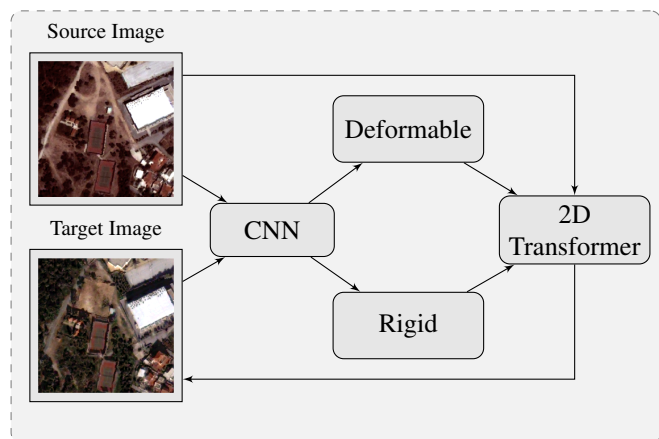 Source Image
Target Image
CNN
Deformable
Rigid
2D
Transformer